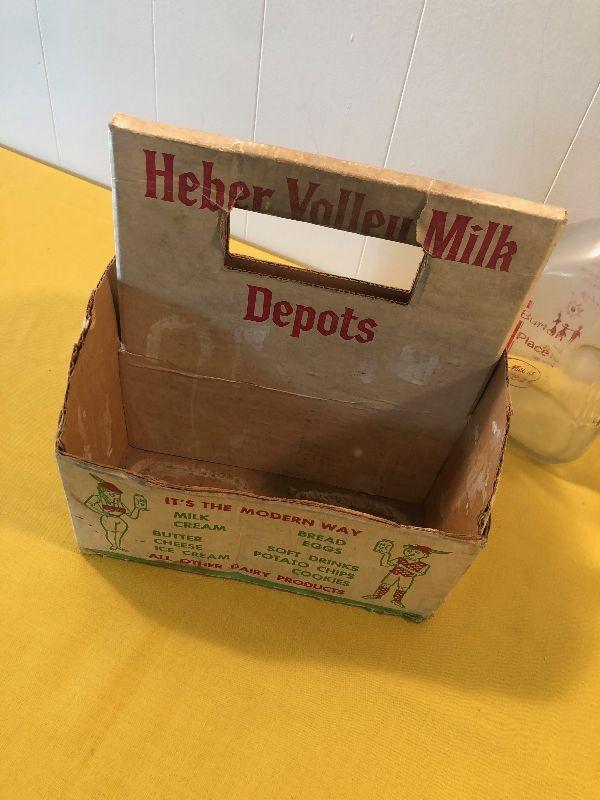 Heber Valley Milk
Depots
IT'S THE MODERN WAY
MILK
CREAM
BUTTER
CHEESE
ICE CREAM
BREAD
EGGS
SOFT DRINKS
POTATO CHIPS
COOKIES
ALL OTHER DAIRY PRODUCTS
Place